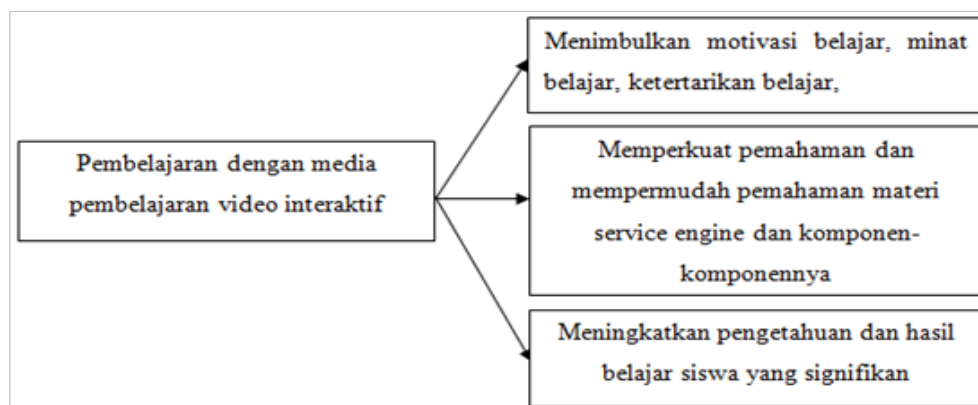 Menimbulkan motivasi belajar, minat
belajar, ketertarikan belajar,
Pembelajaran dengan media
pembelajaran video interaktif
Memperkuat pemahaman dan
mempermudah pemahaman materi
service engine dan komponen-
komponennya
Meningkatkan pengetahuan dan hasil
belajar siswa yang signifikan